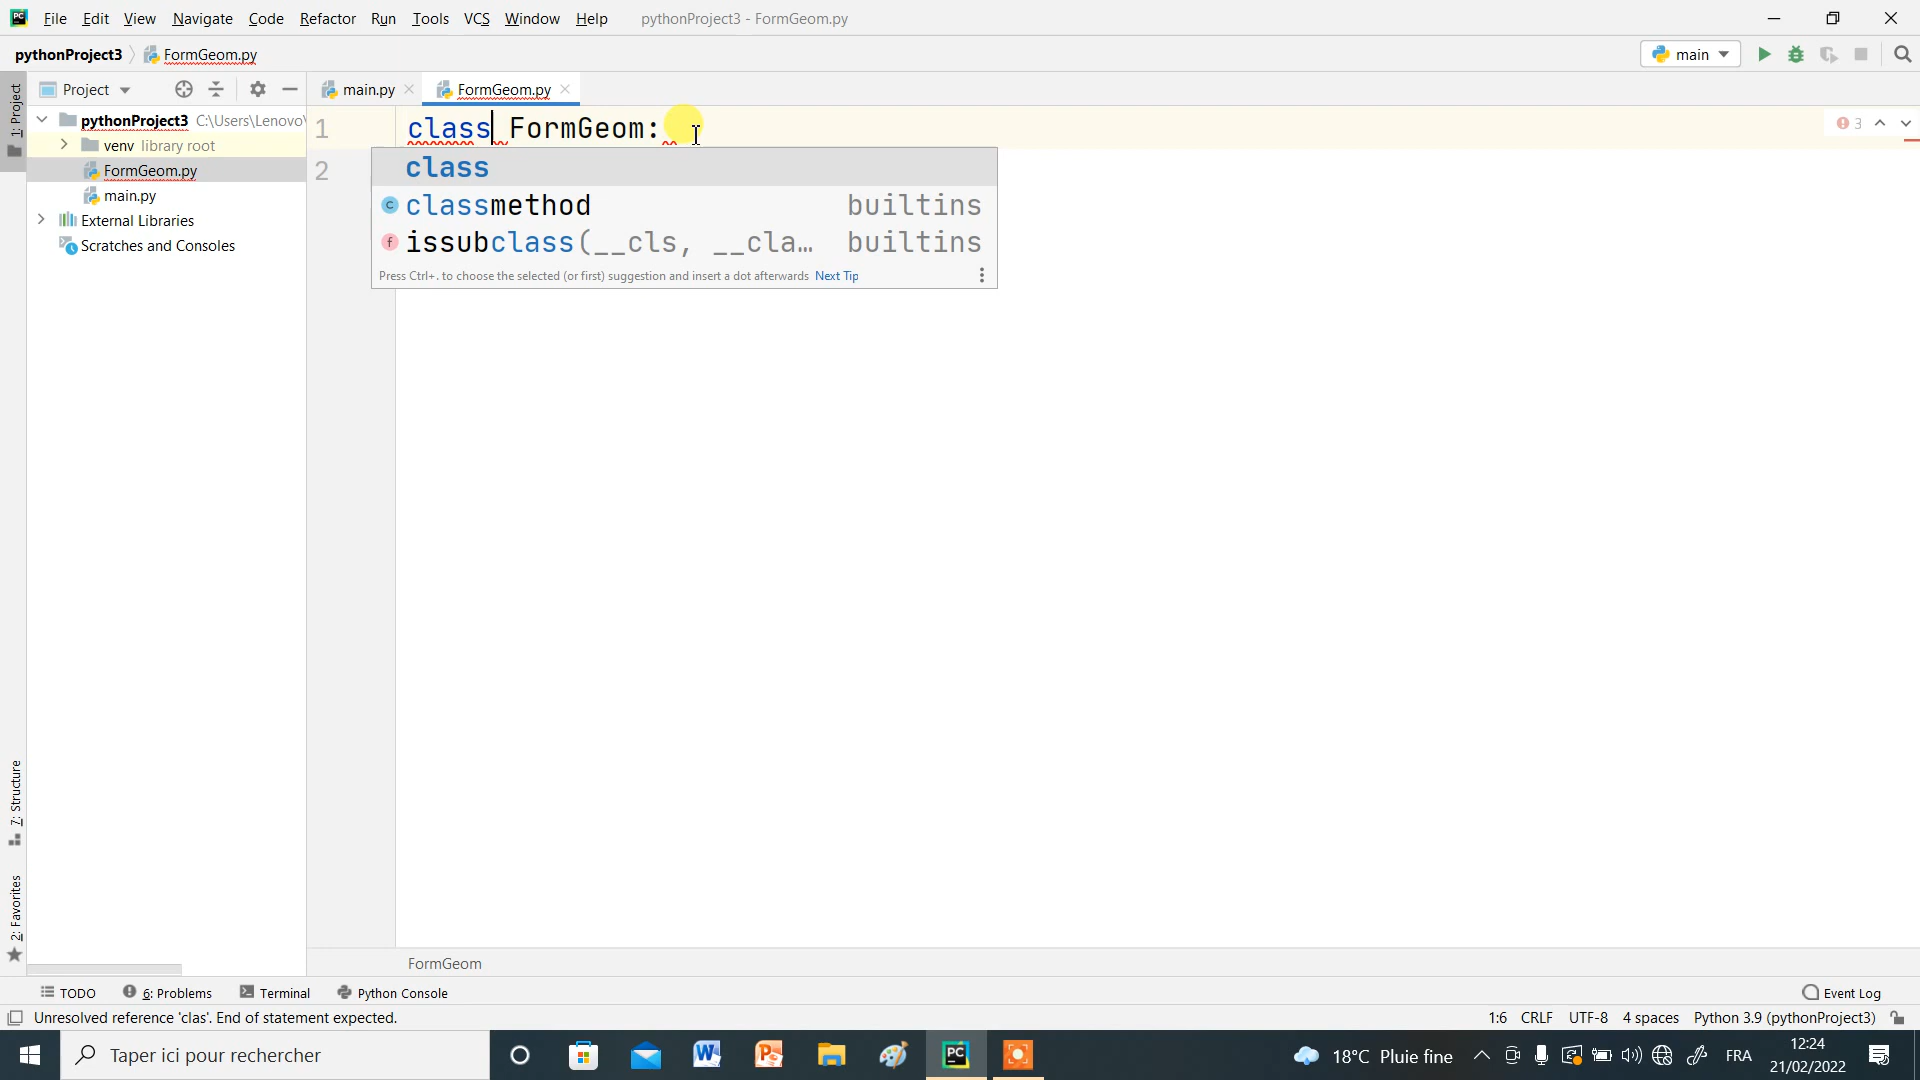 File Edit View Navigate Code Refactor Run Tools VCS Window Help pythonProject3 - FormGeom.py
pythonProject3 FormGeom.py main
1: Project
Project
main.py FormGeom.py
pythonProject3 C:\Users\Lenovo\
venv library root
FormGeom.py
main.py
External Libraries
Scratches and Consoles
1 class FormGeom:
3
2
class
classmethod builtins
issubclass(__cls, __cla… builtins
Press Ctrl+. to choose the selected (or first) suggestion and insert a dot afterwards Next Tip
7: Structure
2: Favorites
FormGeom
TODO 6: Problems Terminal Python Console Event Log
Unresolved reference 'clas'. End of statement expected. 1:6 CRLF UTF-8 4 spaces Python 3.9 (pythonProject3)
Taper ici pour rechercher
18°C Pluie fine FRA
12:24
21/02/2022